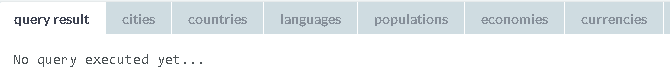 query result cities countries languages populations economies currencies
No query executed yet...